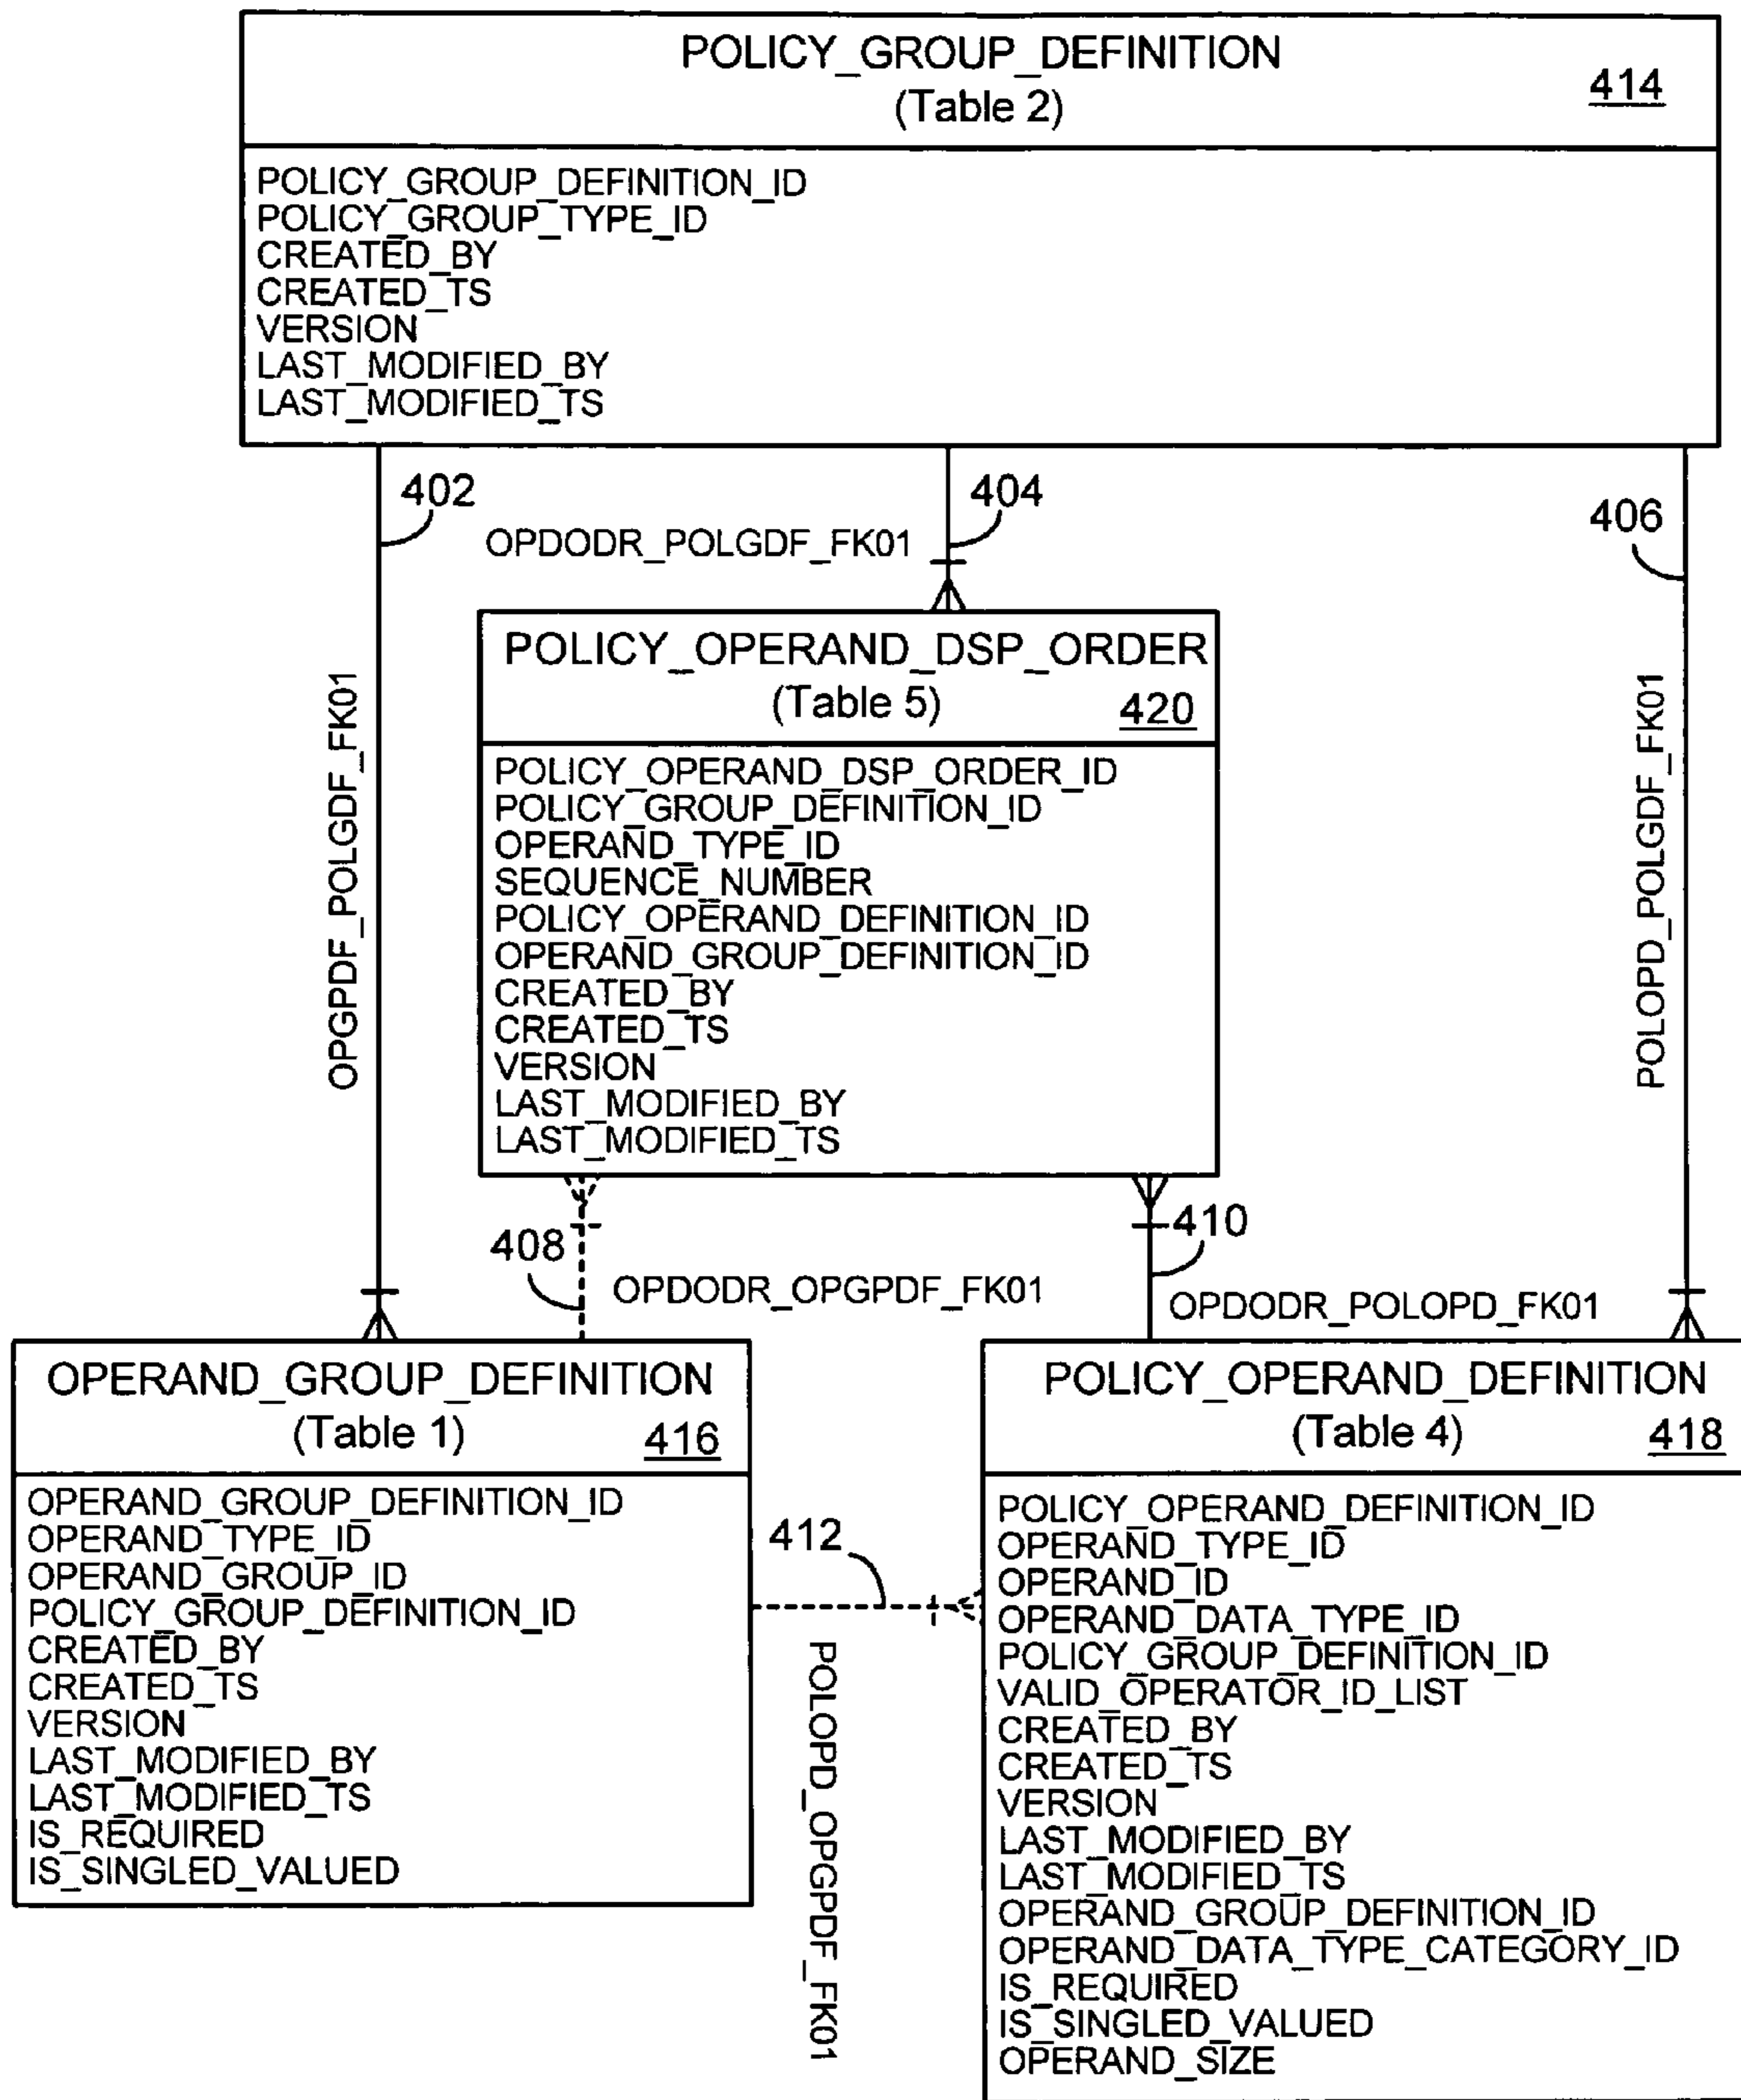 POLICY_GROUP_DEFINITION
(Table 2)
414
POLICY_GROUP_DEFINITION_ID
POLICY_GROUP_TYPE_ID
CREATED_BY
CREATED_TS
VERSION
LAST_MODIFIED_BY
LAST_MODIFIED_TS
402
404
406
OPDODR_POLGDF_FK01
OPGPDF_POLGDF_FK01
POLOPD_POLGDF_FK01
POLICY_OPERAND_DSP_ORDER
(Table 5)
420
POLICY_OPERAND_DSP_ORDER_ID
POLICY_GROUP_DEFINITION_ID
OPERAND_TYPE_ID
SEQUENCE_NUMBER
POLICY_OPERAND_DEFINITION_ID
OPERAND_GROUP_DEFINITION_ID
CREATED_BY
CREATED_TS
VERSION
LAST_MODIFIED_BY
LAST_MODIFIED_TS
408
410
OPDODR_OPGPDF_FK01
OPDODR_POLOPD_FK01
OPERAND_GROUP_DEFINITION
(Table 1)
416
OPERAND_GROUP_DEFINITION_ID
OPERAND_TYPE_ID
OPERAND_GROUP_ID
POLICY_GROUP_DEFINITION_ID
CREATED_BY
CREATED_TS
VERSION
LAST_MODIFIED_BY
LAST_MODIFIED_TS
IS_REQUIRED
IS_SINGLED_VALUED
412
POLOPD_OPGPDF_FK01
POLICY_OPERAND_DEFINITION
(Table 4)
418
POLICY_OPERAND_DEFINITION_ID
OPERAND_TYPE_ID
OPERAND_ID
OPERAND_DATA_TYPE_ID
POLICY_GROUP_DEFINITION_ID
VALID_OPERATOR_ID_LIST
CREATED_BY
CREATED_TS
VERSION
LAST_MODIFIED_BY
LAST_MODIFIED_TS
OPERAND_GROUP_DEFINITION_ID
OPERAND_DATA_TYPE_CATEGORY_ID
IS_REQUIRED
IS_SINGLED_VALUED
OPERAND_SIZE